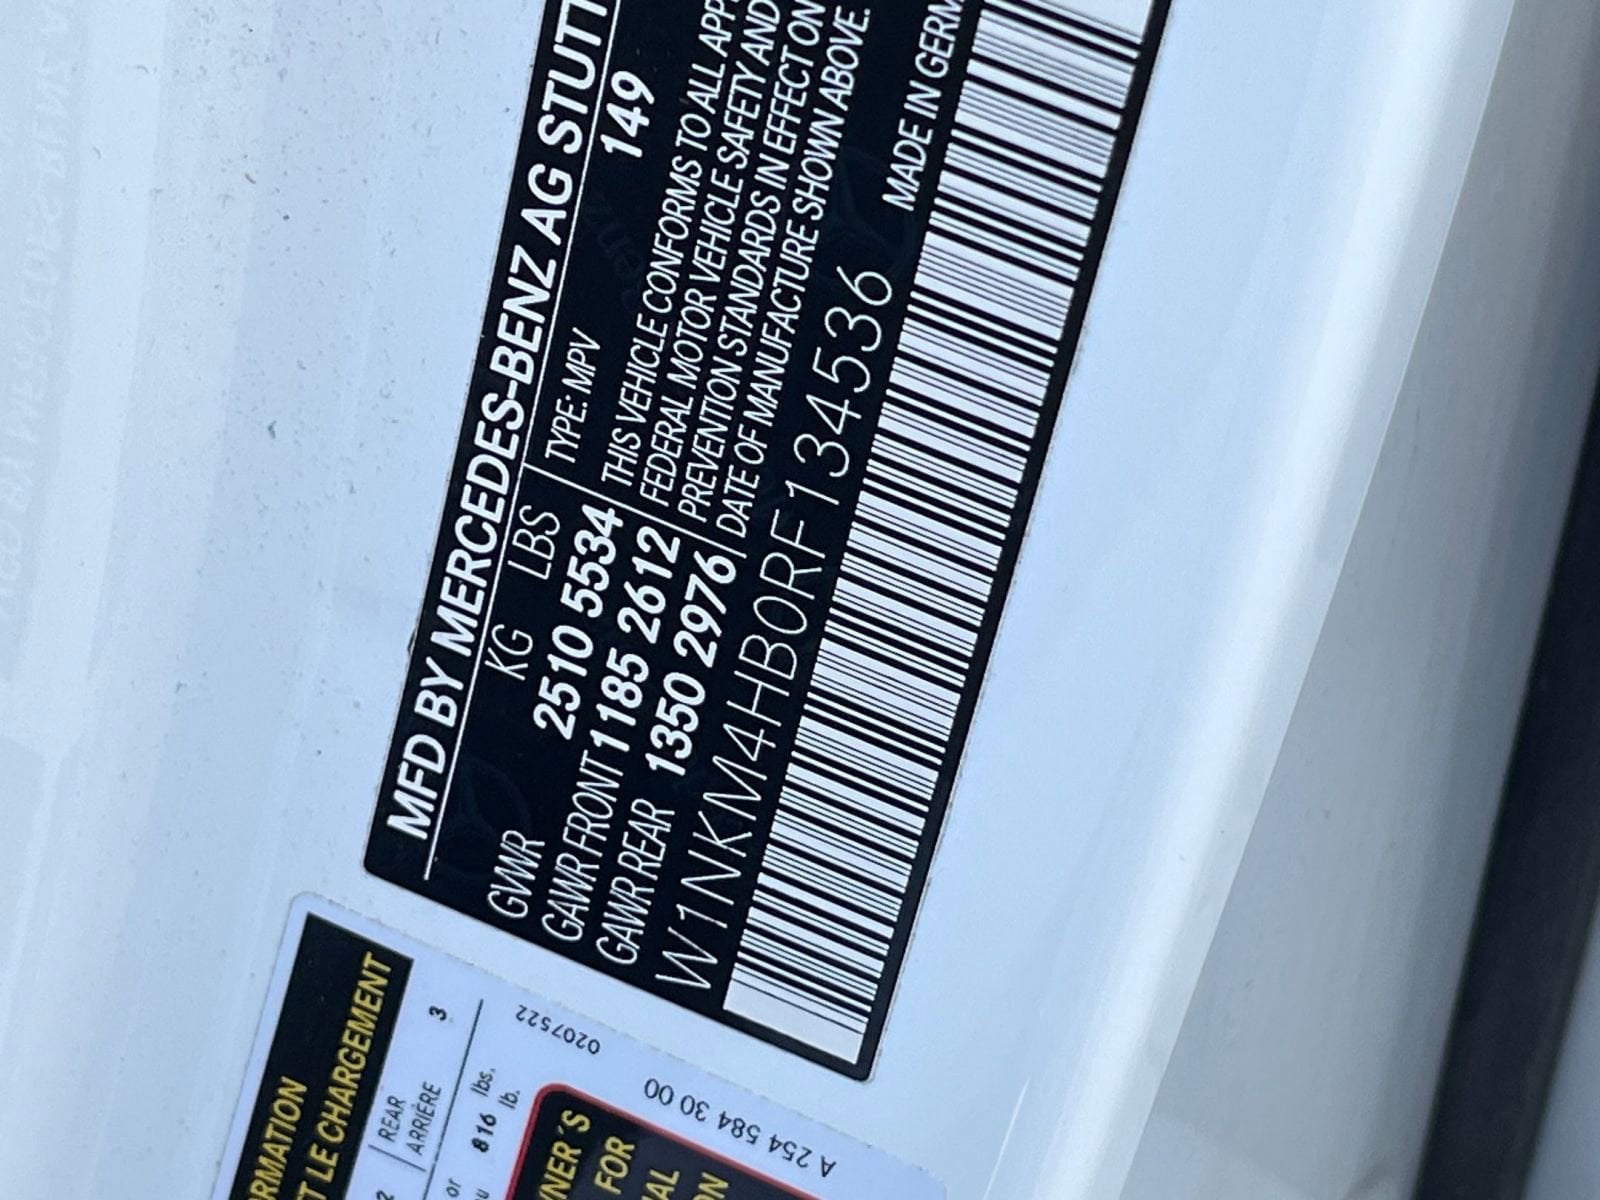 MFD BY MERCEDES-BENZ AG STUTT
KG LBS
TYPE: MPV 149
GVWR 2510 5534
GAWR FRONT 1185 2612
GAWR REAR 1350 2976
THIS VEHICLE CONFORMS TO ALL APP
FEDERAL MOTOR VEHICLE SAFETY AND
PREVENTION STANDARDS IN EFFECT ON
DATE OF MANUFACTURE SHOWN ABOVE.
W1NKM4HB0RF134536
MADE IN GERM
RMATION
T LE CHARGEMENT
REAR 3
ARRIÈRE
or 816 lbs.
lb.
0207522
A 254 584 30 00
WNER'S
FOR